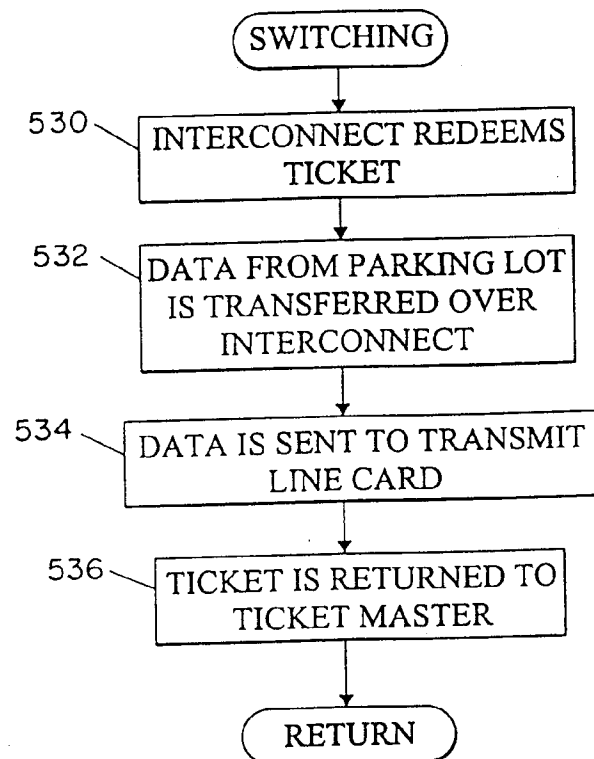 SWITCHING
530
INTERCONNECT REDEEMS
TICKET
532
DATA FROM PARKING LOT
IS TRANSFERRED OVER
INTERCONNECT
534
DATA IS SENT TO TRANSMIT
LINE CARD
536
TICKET IS RETURNED TO
TICKET MASTER
RETURN